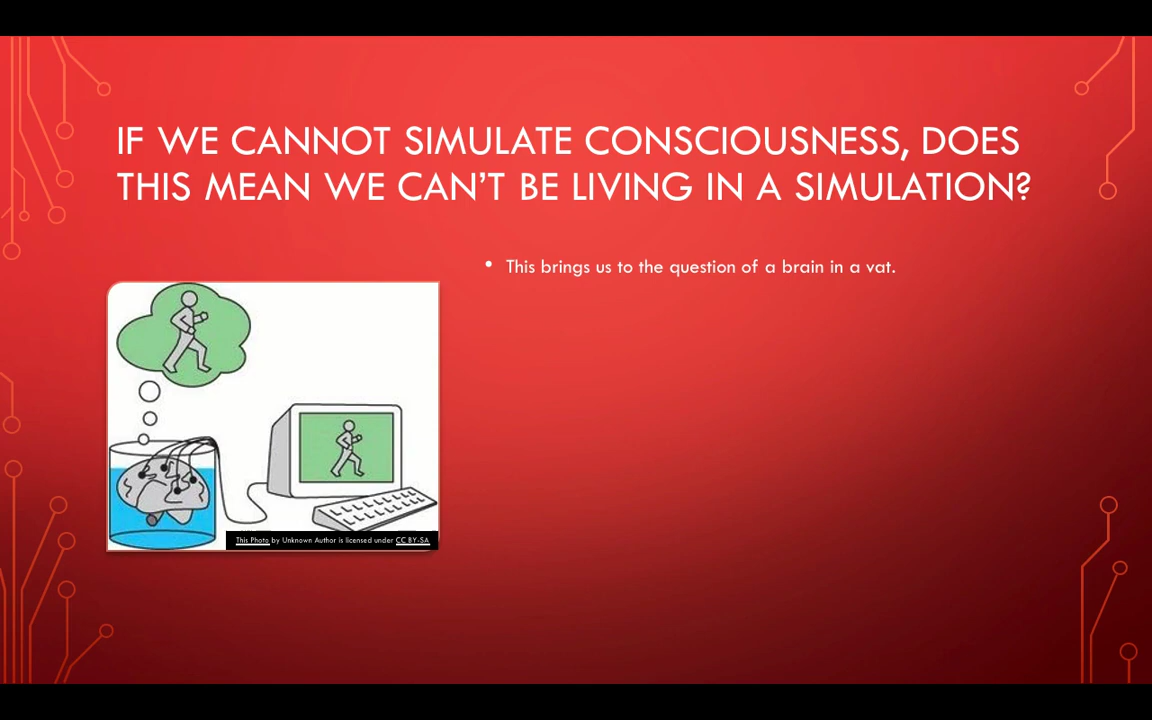 IF WE CANNOT SIMULATE CONSCIOUSNESS, DOES
THIS MEAN WE CAN’T BE LIVING IN A SIMULATION?
• This brings us to the question of a brain in a vat.
This Photo by Unknown Author is licensed under CC BY-SA